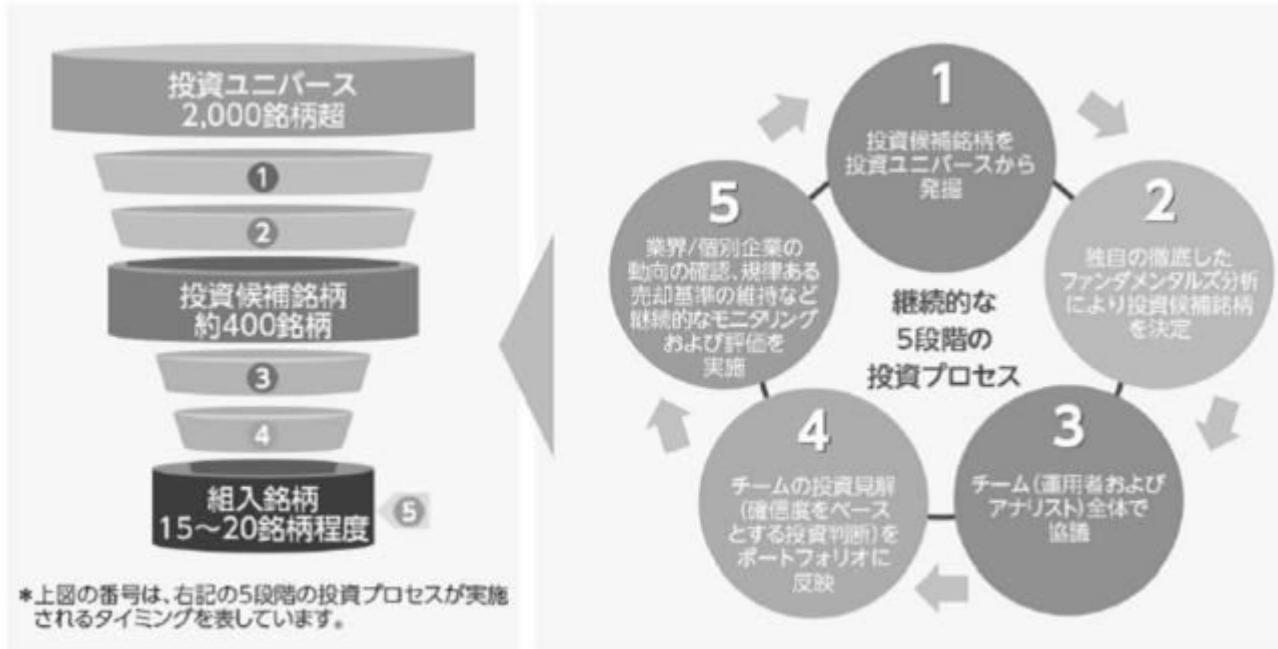 投資ユニバース
2,000銘柄超
1
2
投資候補銘柄
約400銘柄
3
4
組入銘柄
15～20銘柄程度
5
*上図の番号は、右記の5段階の投資プロセスが実施
されるタイミングを表しています。
1
投資候補銘柄を
投資ユニバースから
発掘
2
独自の徹底した
ファンダメンタルズ分析
により投資候補銘柄
を決定
3
チーム(運用者および
アナリスト)全体で
協議
4
チームの投資見解
(確信度をベース
とする投資判断)を
ポートフォリオに
反映
5
業界/個別企業の
動向の確認、規律ある
売却基準の維持など
継続的なモニタリング
および評価を
実施
継続的な
5段階の
投資プロセス